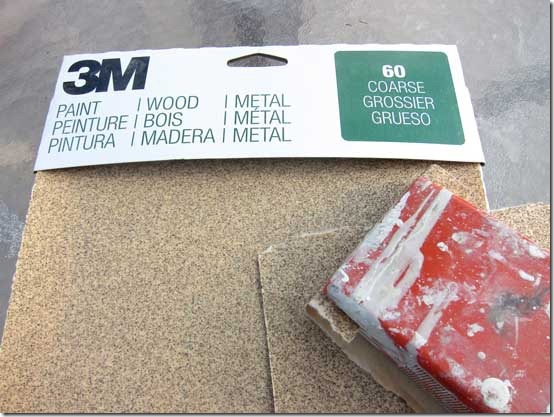 3M
PAINT | WOOD | METAL
PEINTURE | BOIS | MÉTAL
PINTURA | MADERA | METAL
60
COARSE
GROSSIER
GRUESO